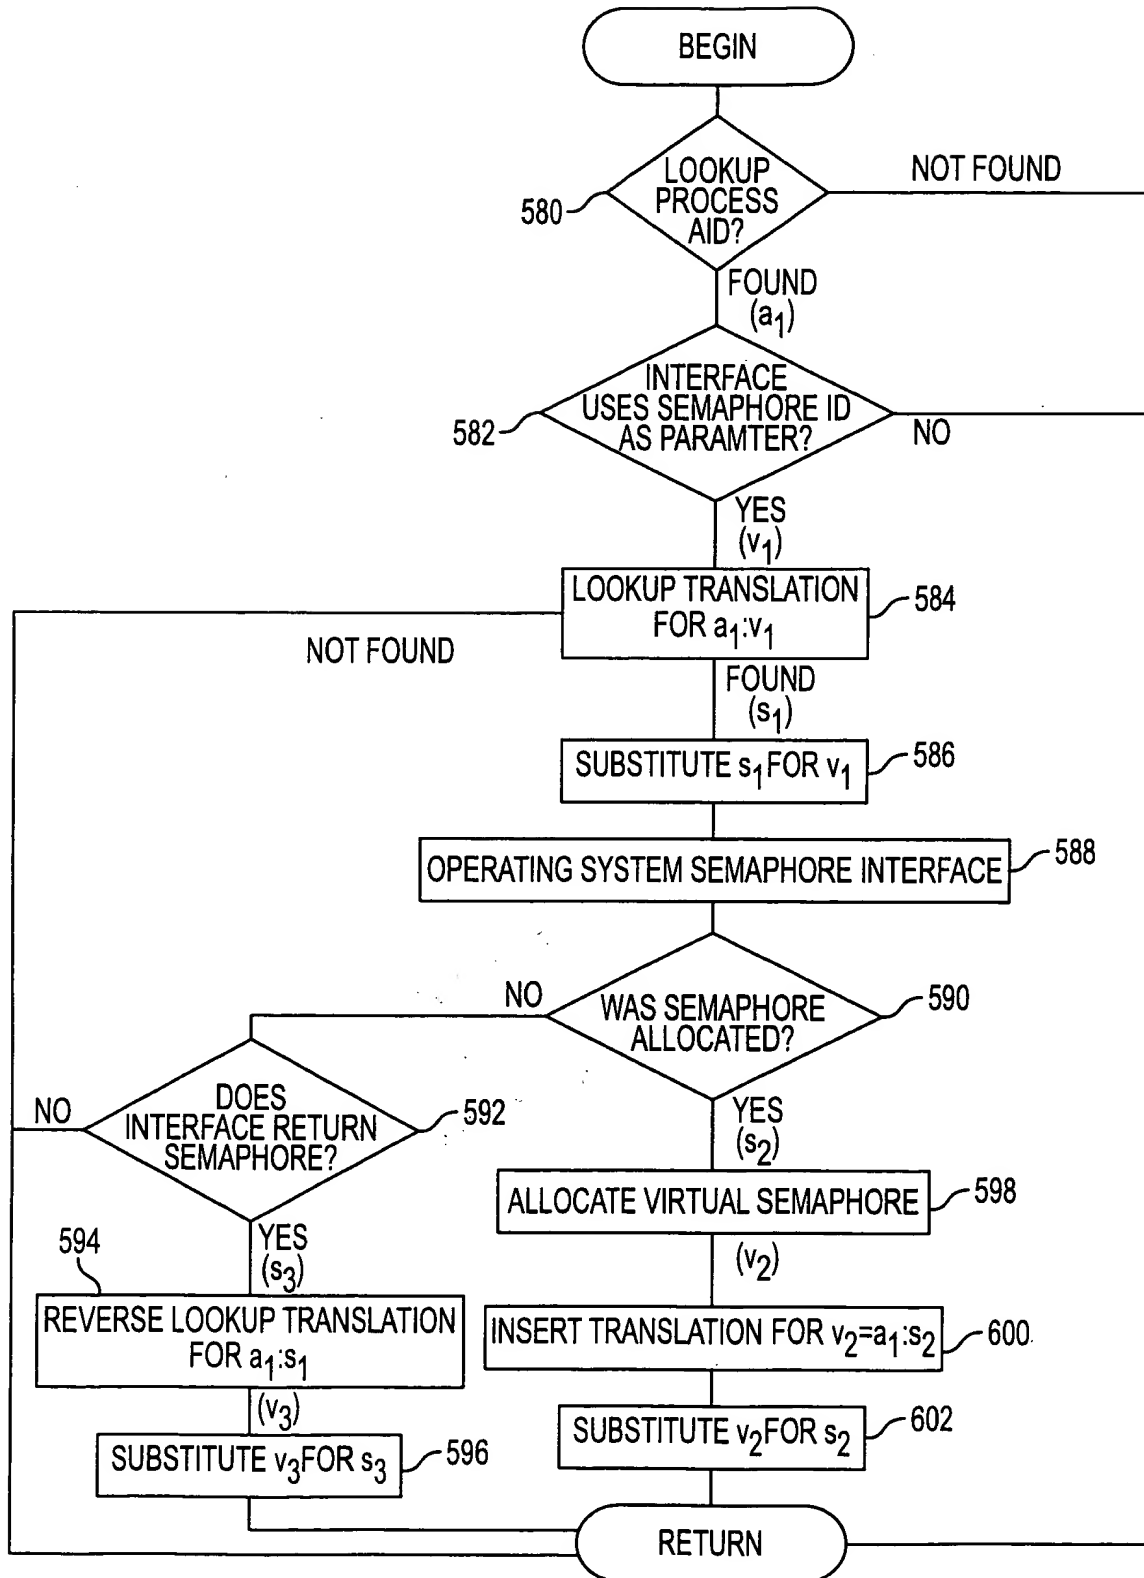 BEGIN
LOOKUP
PROCESS
AID?
580
NOT FOUND
FOUND
(a1)
INTERFACE
USES SEMAPHORE ID
AS PARAMTER?
582
NO
YES
(v1)
LOOKUP TRANSLATION
FOR a1:v1
584
NOT FOUND
FOUND
(s1)
SUBSTITUTE s1 FOR v1
586
OPERATING SYSTEM SEMAPHORE INTERFACE
588
WAS SEMAPHORE
ALLOCATED?
590
NO
DOES
INTERFACE RETURN
SEMAPHORE?
592
NO
YES
(s2)
ALLOCATE VIRTUAL SEMAPHORE
598
YES
(s3)
594
(v2)
REVERSE LOOKUP TRANSLATION
FOR a1:s1
INSERT TRANSLATION FOR v2=a1:s2
600
(v3)
SUBSTITUTE v3 FOR s3
596
SUBSTITUTE v2 FOR s2
602
RETURN